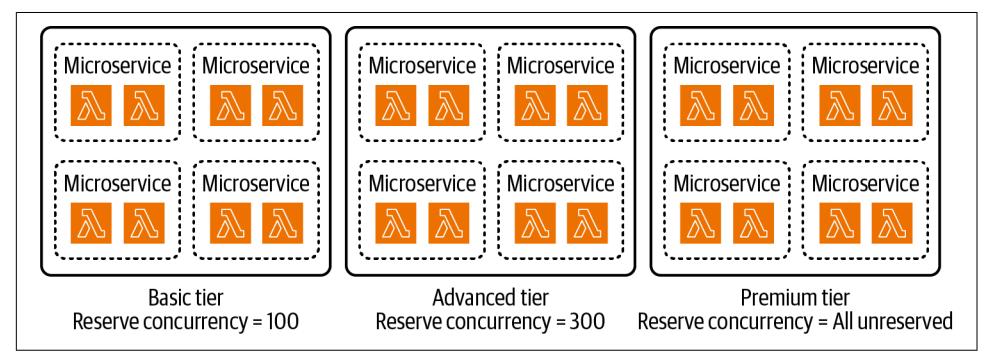 Microservice Microservice Microservice Microservice Microservice Microservice
Microservice Microservice Microservice Microservice Microservice Microservice
Basic tier
Reserve concurrency = 100
Advanced tier
Reserve concurrency = 300
Premium tier
Reserve concurrency = All unreserved